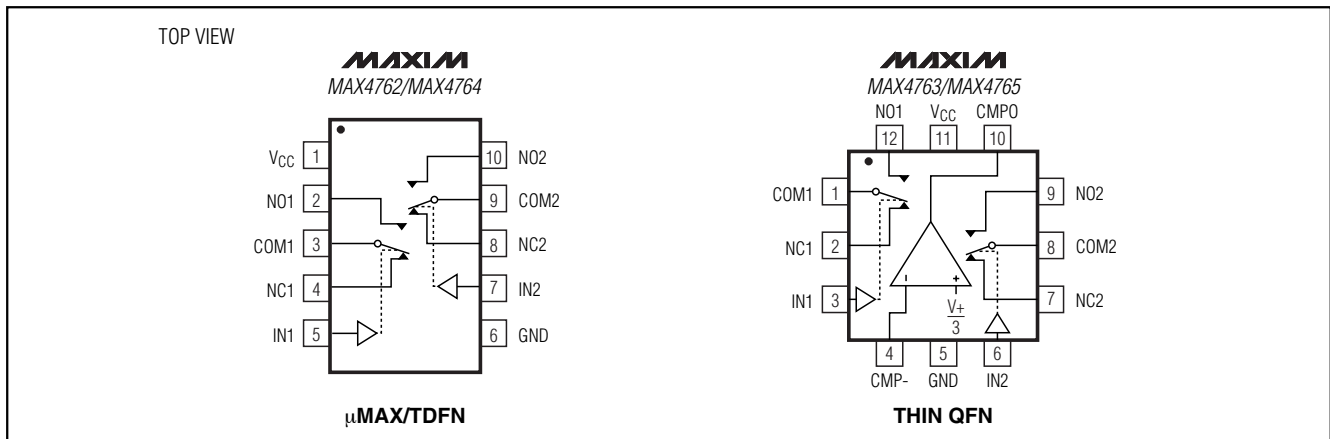 TOP VIEW
MAXIM
MAX4762/MAX4764
VCC 1
NO1 2
COM1 3
NC1 4
IN1 5
10 NO2
9 COM2
8 NC2
7 IN2
6 GND
µMAX/TDFN
MAXIM
MAX4763/MAX4765
NO1 VCC CMPO
12 11 10
COM1 1
NC1 2
IN1 3
9 NO2
8 COM2
7 NC2
- +
V+
3
4 5 6
CMP- GND IN2
THIN QFN